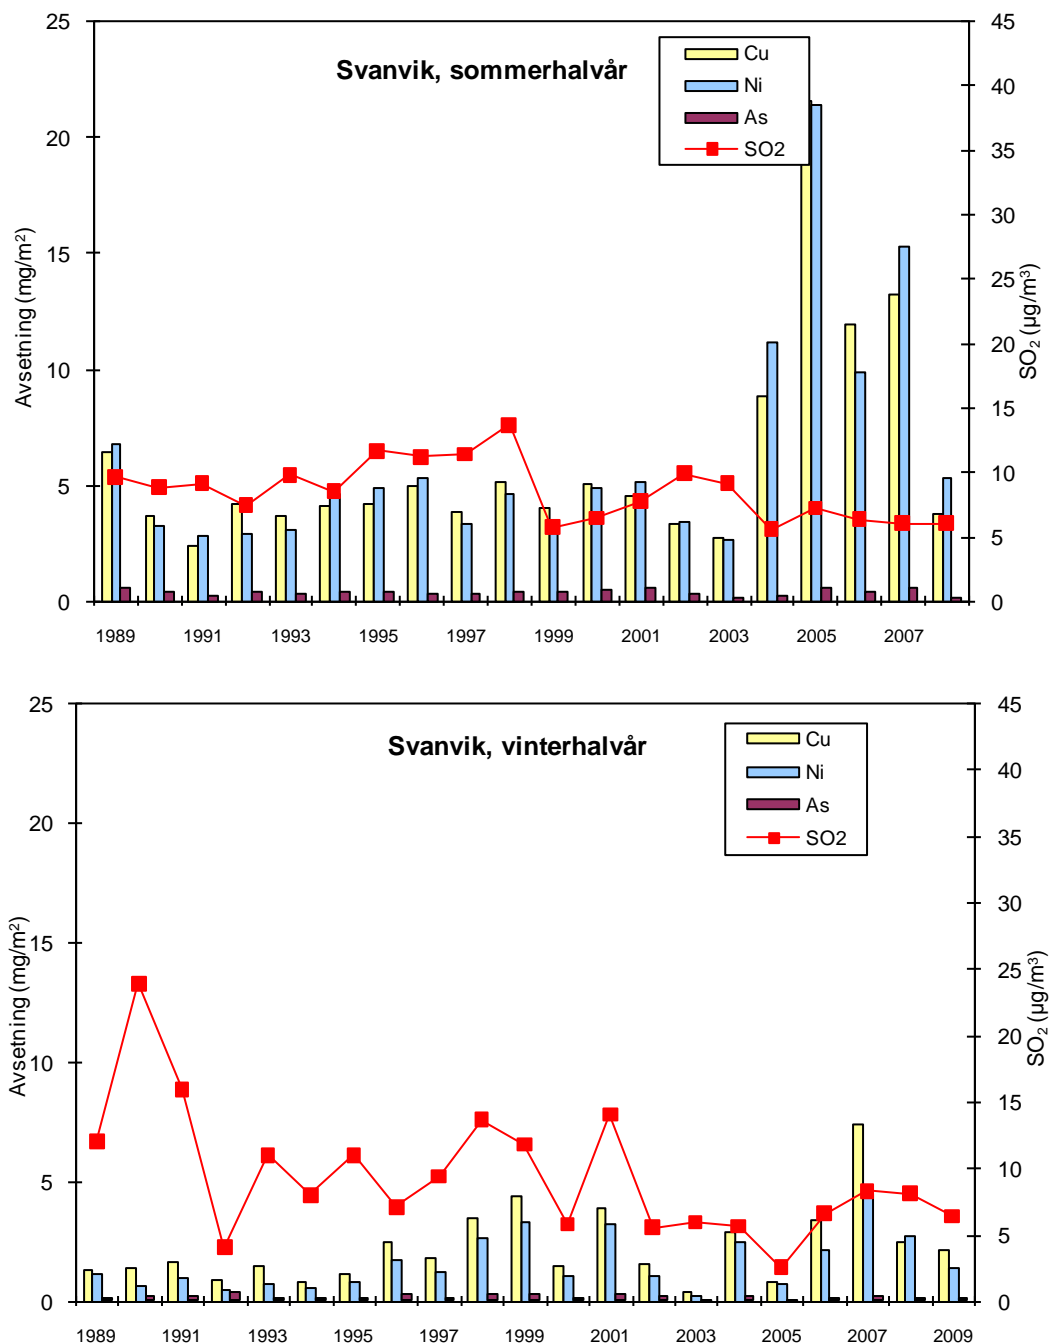 Svanvik, sommerhalvår
Cu
Ni
As
SO2
25
20
15
10
5
0
Avsetning (mg/m²)
45
40
35
30
25
20
15
10
5
0
SO₂ (µg/m³)
1989 1991 1993 1995 1997 1999 2001 2003 2005 2007
Svanvik, vinterhalvår
Cu
Ni
As
SO2
25
20
15
10
5
0
Avsetning (mg/m²)
45
40
35
30
25
20
15
10
5
0
SO₂ (µg/m³)
1989 1991 1993 1995 1997 1999 2001 2003 2005 2007 2009